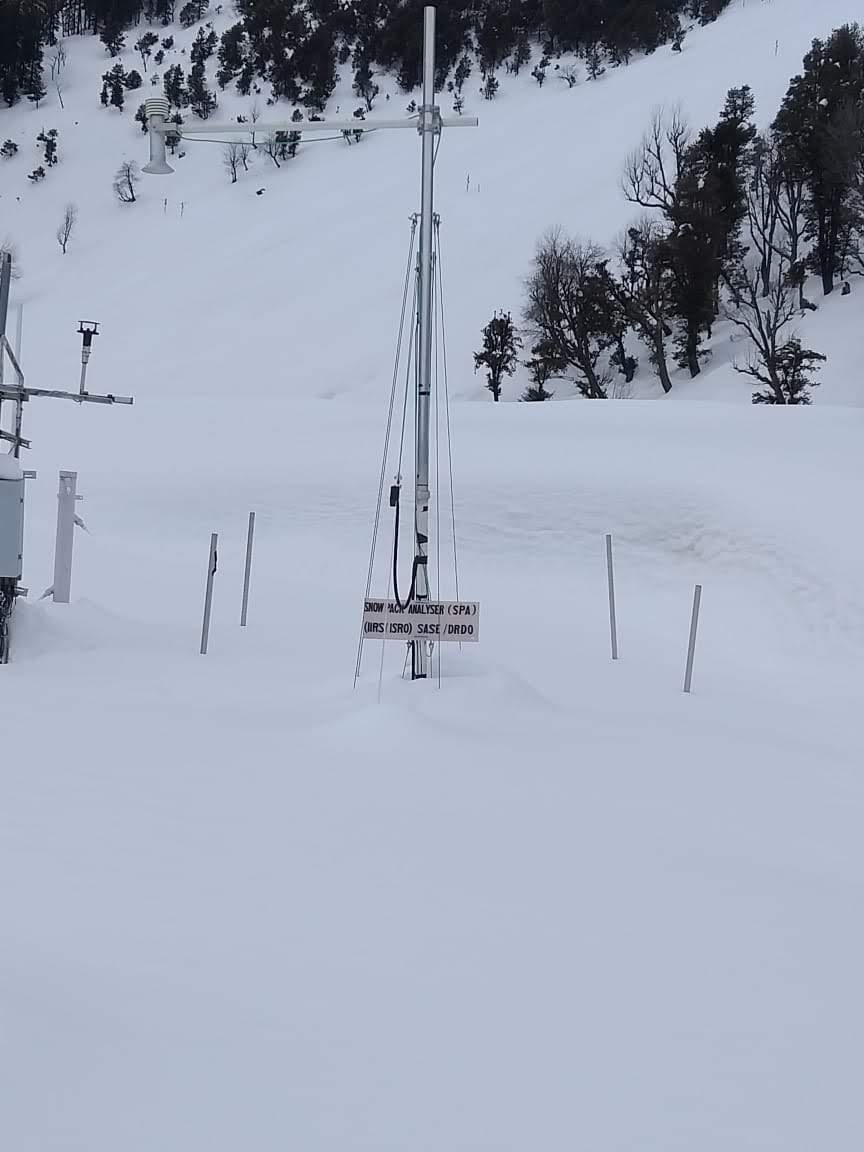 SNOW PACK ANALYSER (SPA)
(IIRS/ISRO) SASE/DRDO